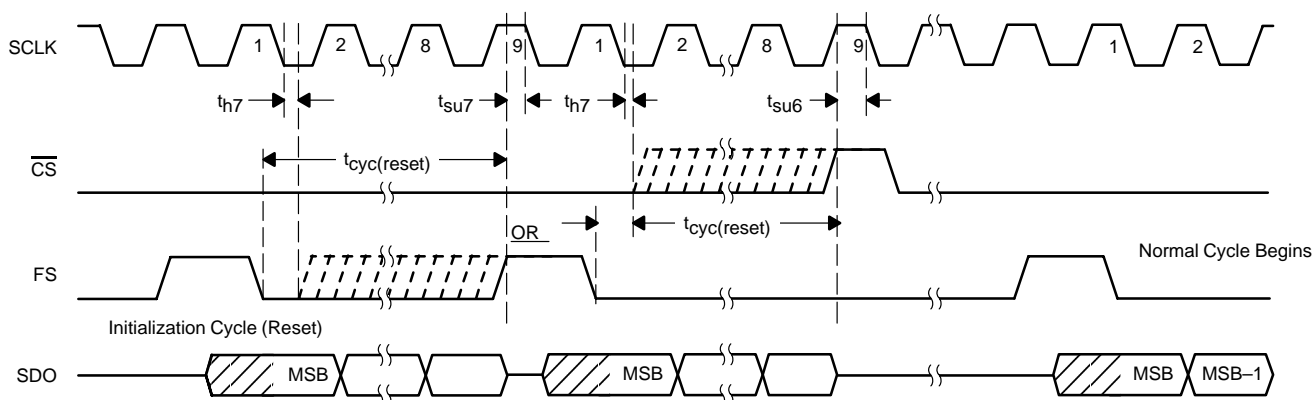 SCLK 1 2 8 9 1 2 8 9 1 2
th7 tsu7 th7 tsu6
CS tcyc(reset)
OR tcyc(reset)
FS Normal Cycle Begins
Initialization Cycle (Reset)
SDO MSB MSB MSB MSB–1